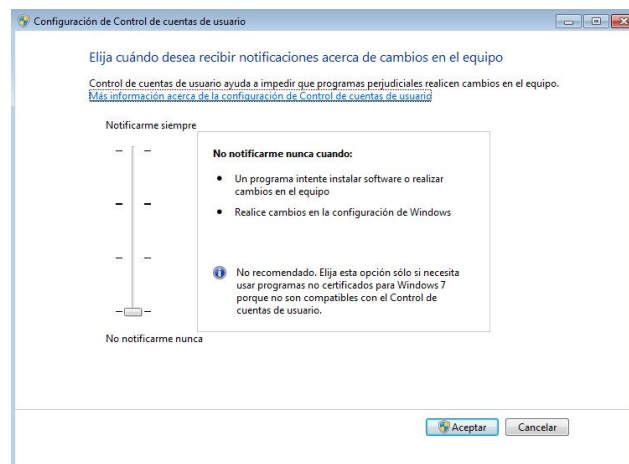 Configuración de Control de cuentas de usuario
Elija cuándo desea recibir notificaciones acerca de cambios en el equipo
Control de cuentas de usuario ayuda a impedir que programas perjudiciales realicen cambios en el equipo.
Más información acerca de la configuración de Control de cuentas de usuario
Notificarme siempre
No notificarme nunca cuando:
• Un programa intente instalar software o realizar
cambios en el equipo
• Realice cambios en la configuración de Windows
No recomendado. Elija esta opción sólo si necesita
usar programas no certificados para Windows 7
porque no son compatibles con el Control de
cuentas de usuario.
No notificarme nunca
Aceptar Cancelar